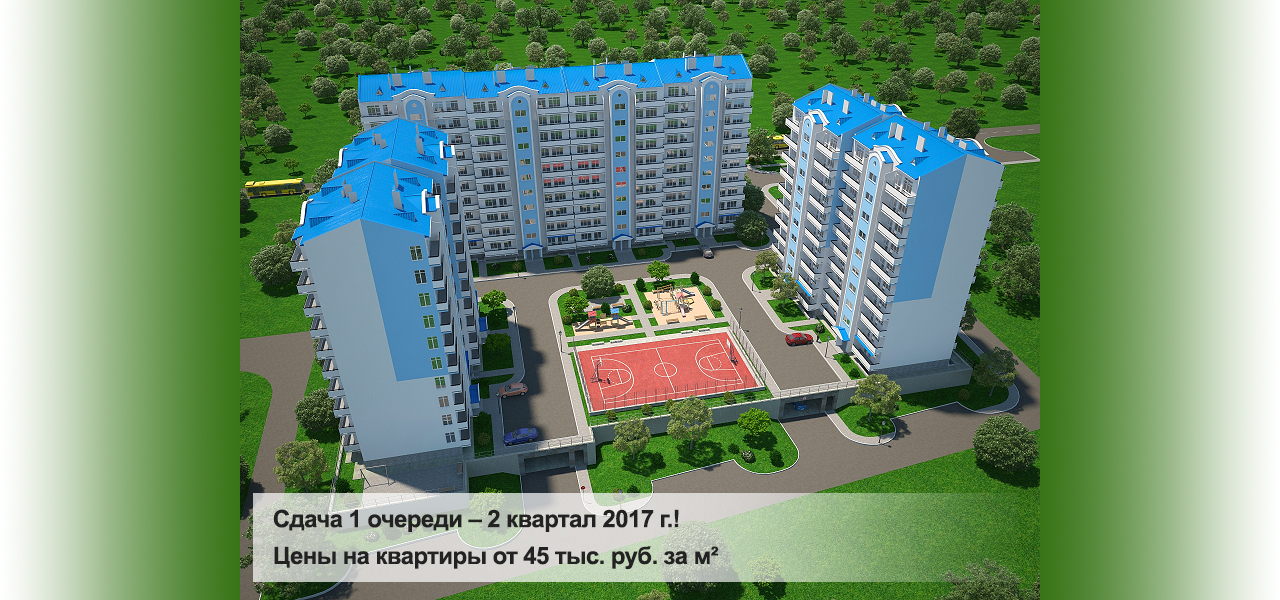 Сдача 1 очереди – 2 квартал 2017 г.!
Цены на квартиры от 45 тыс. руб. за м²